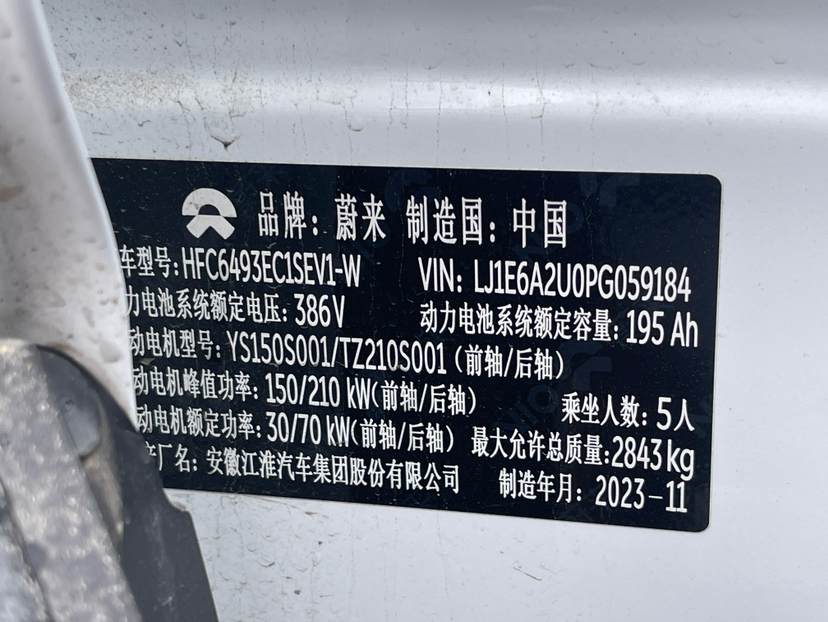 品牌：蔚来 制造国：中国
车型号：HFC6493EC1SEV1-W VIN: LJ1E6A2U0PG059184
力电池系统额定电压：386V 动力电池系统额定容量：195 Ah
动电机型号：YS150S001/TZ210S001 (前轴/后轴)
动电机峰值功率：150/210 kW(前轴/后轴) 乘坐人数：5人
动电机额定功率：30/70 kW(前轴/后轴) 最大允许总质量：2843 kg
产厂名：安徽江淮汽车集团股份有限公司 制造年月：2023-11